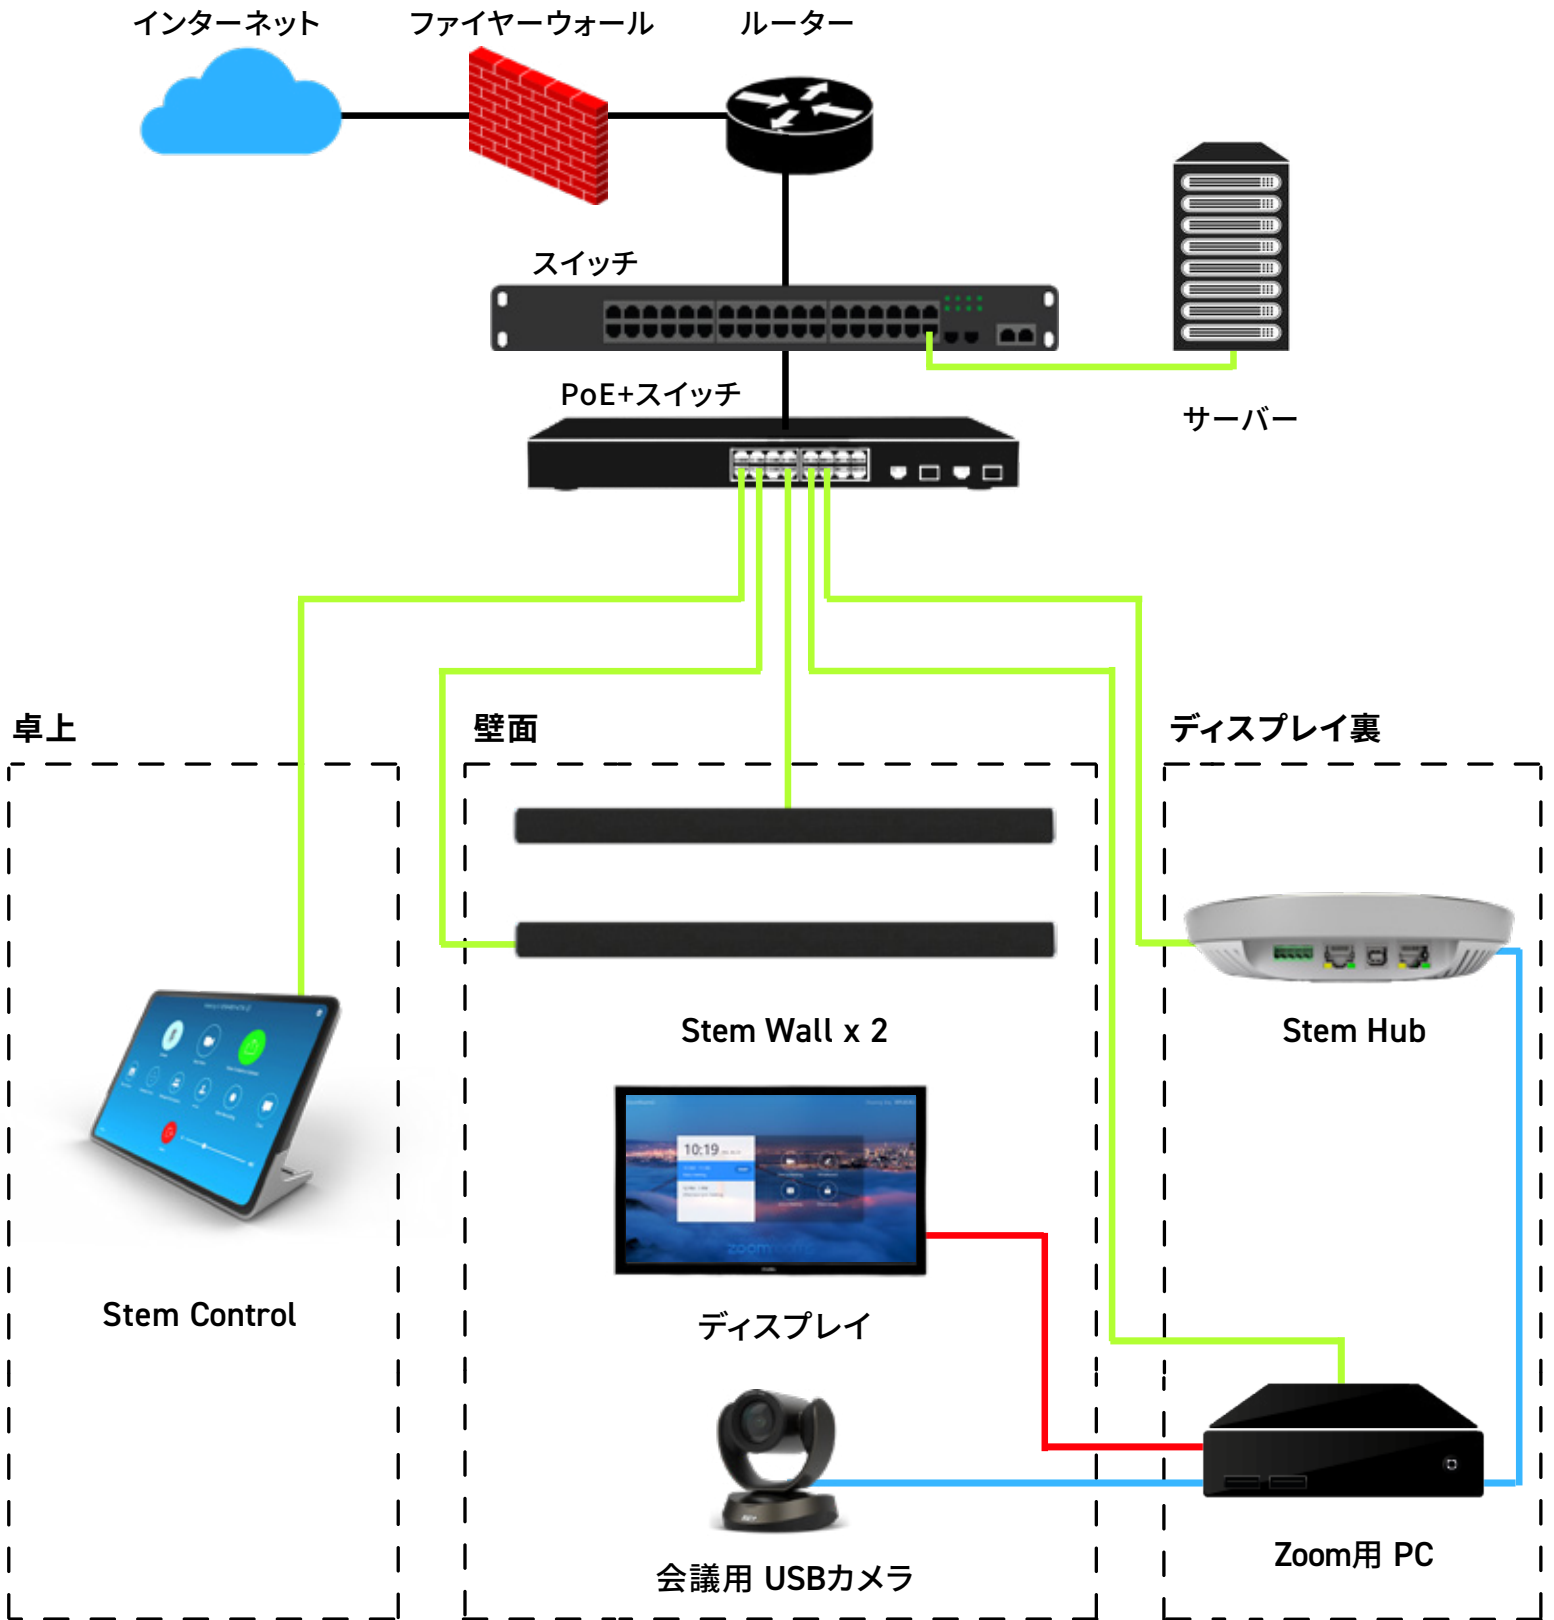 インターネット
ファイヤーウォール
ルーター
スイッチ
PoE+スイッチ
サーバー
卓上
壁面
ディスプレイ裏
Stem Wall x 2
Stem Hub
10:19
zoomrooms
Stem Control
ディスプレイ
会議用 USBカメラ
Zoom用 PC